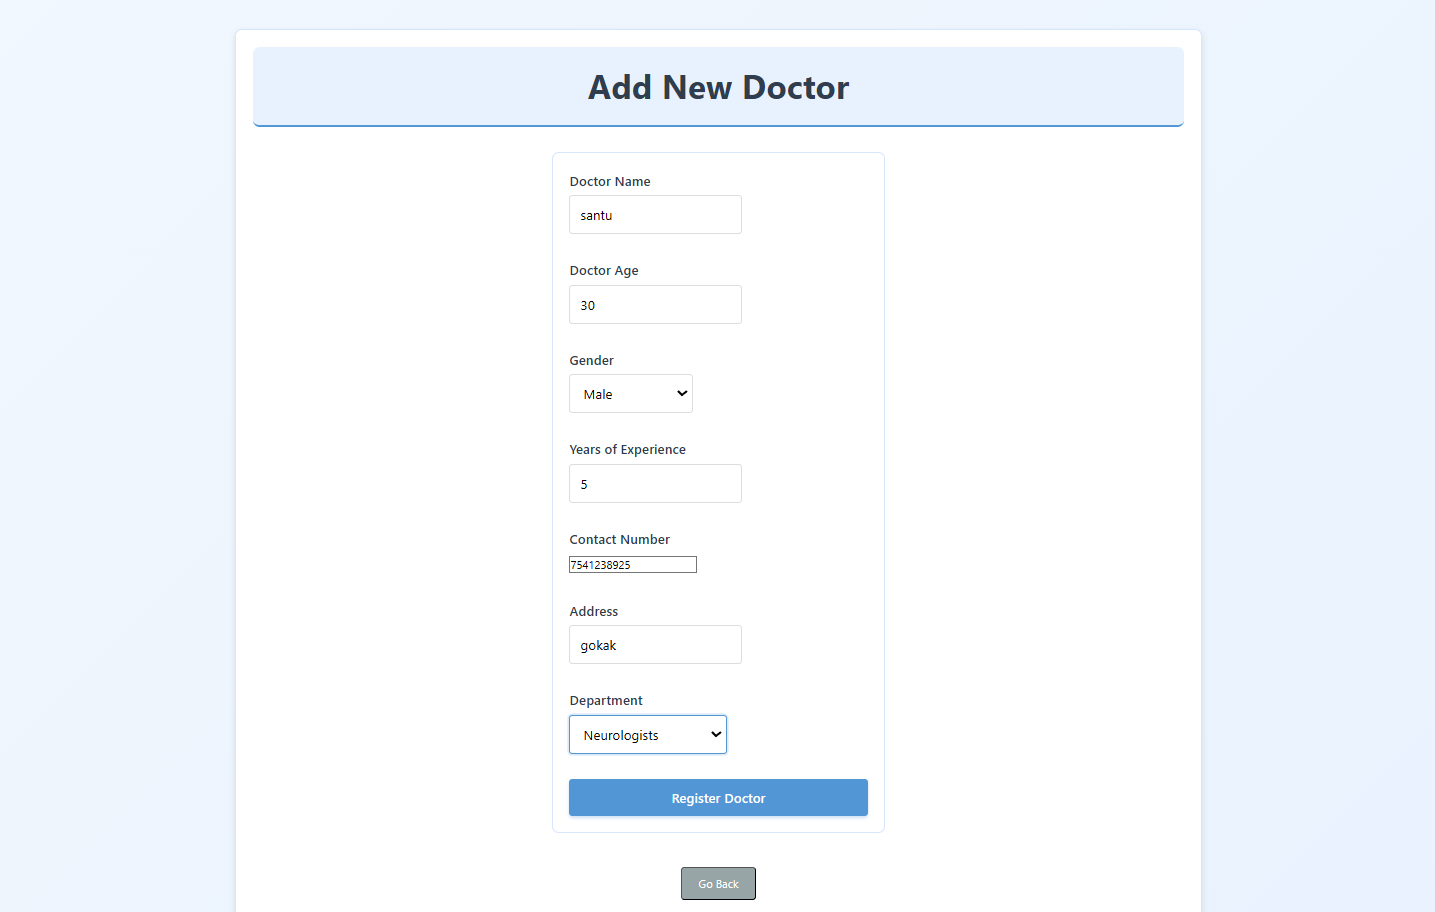 Add New Doctor
Doctor Name
santu
Doctor Age
30
Gender
Male
Years of Experience
5
Contact Number
7541238925
Address
gokak
Department
Neurologists
Register Doctor
Go Back